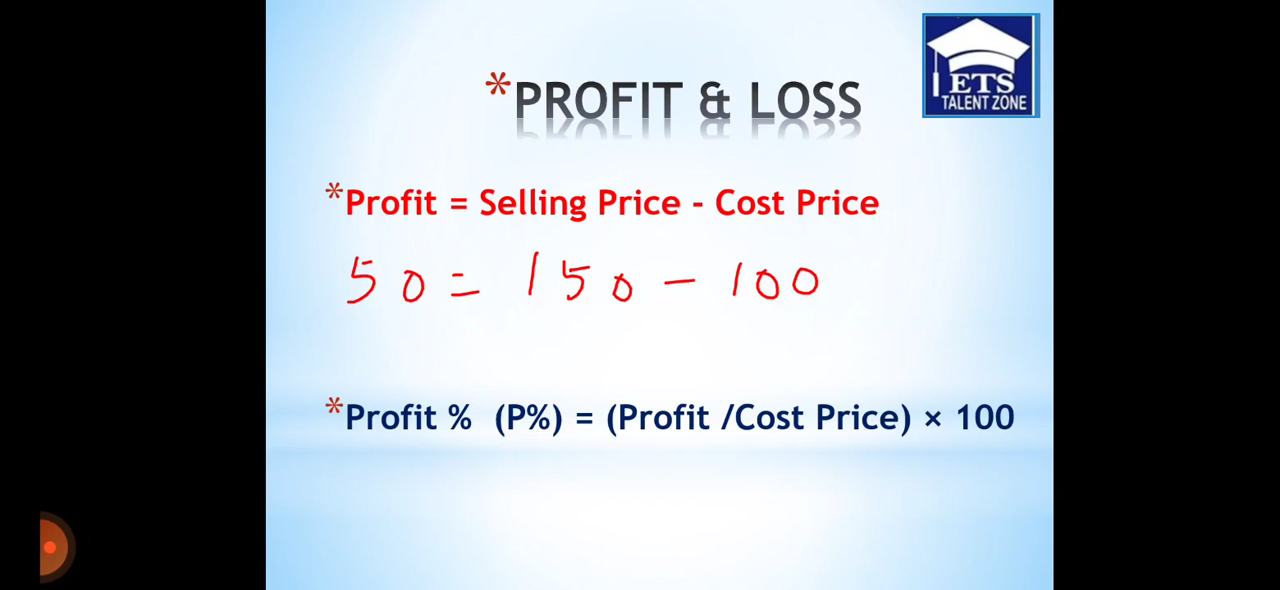 ETS
TALENT ZONE
*PROFIT & LOSS
*Profit = Selling Price - Cost Price
50 = 150 - 100
*Profit % (P%) = (Profit /Cost Price) × 100